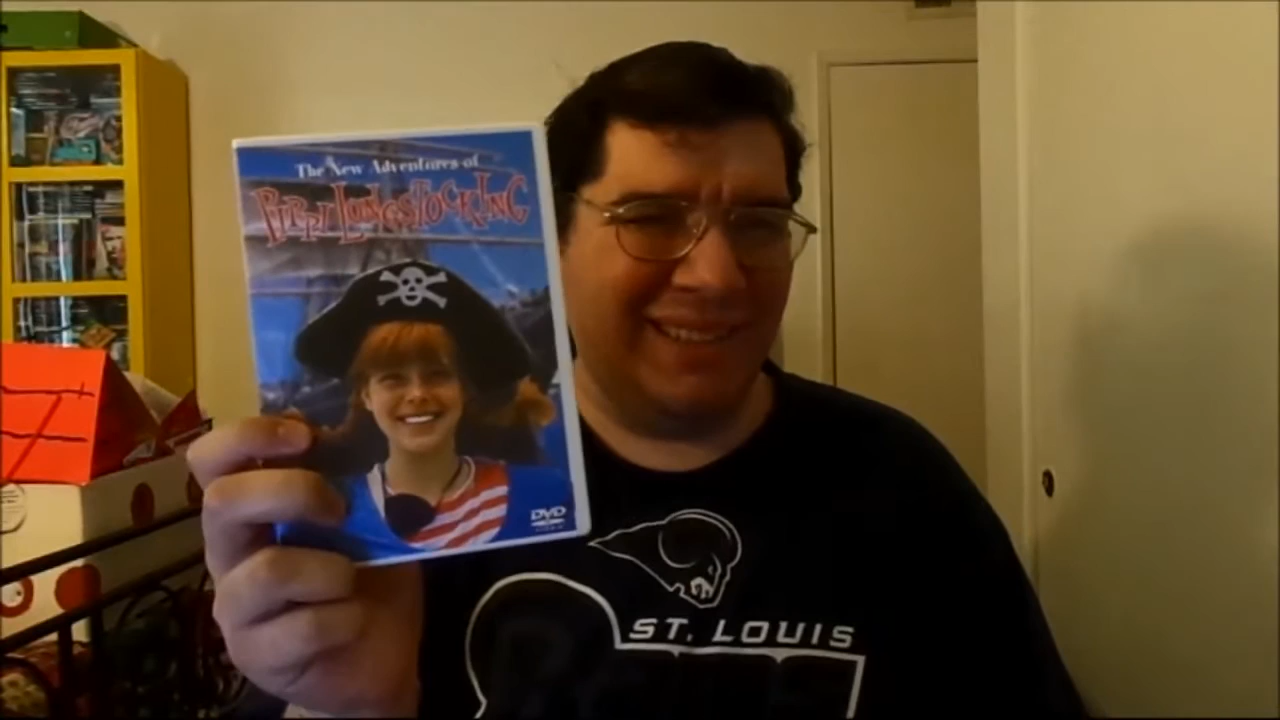 The New Adventures of
PIPPI LONGSTOCKING
DVD
ST. LOUIS